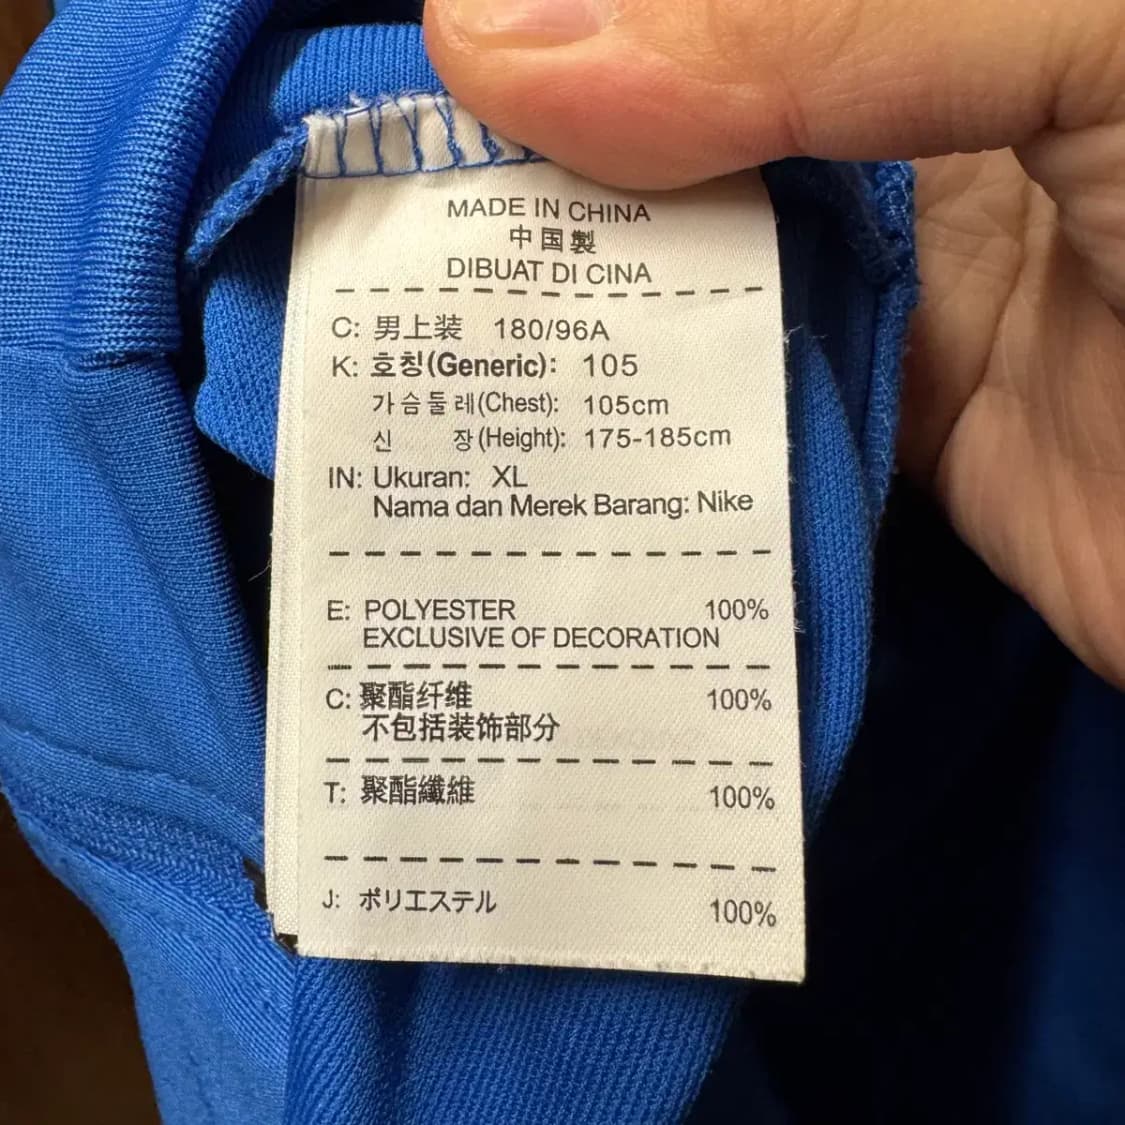 MADE IN CHINA
中国製
DIBUAT DI CINA
C: 男上装 180/96A
K: 호칭(Generic): 105
가슴둘레(Chest): 105cm
신 장(Height): 175-185cm
IN: Ukuran: XL
Nama dan Merek Barang: Nike
E: POLYESTER 100%
EXCLUSIVE OF DECORATION
C: 聚酯纤维 100%
不包括装饰部分
T: 聚酯纖維 100%
J: ポリエステル 100%